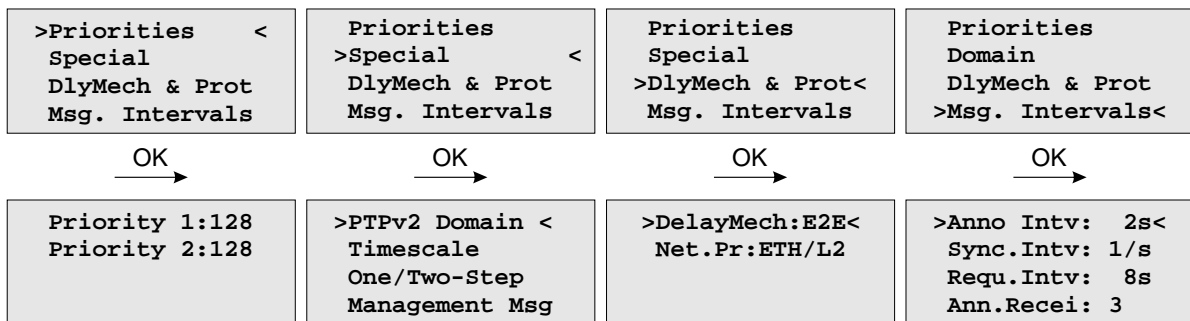 >Priorities <
Special
DlyMech & Prot
Msg. Intervals
Priorities
>Special <
DlyMech & Prot
Msg. Intervals
Priorities
Special
>DlyMech & Prot<
Msg. Intervals
Priorities
Domain
DlyMech & Prot
>Msg. Intervals<
OK
OK
OK
OK
Priority 1:128
Priority 2:128
>PTPv2 Domain <
Timescale
One/Two-Step
Management Msg
>DelayMech:E2E<
Net.Pr:ETH/L2
>Anno Intv: 2s<
Sync.Intv: 1/s
Requ.Intv: 8s
Ann.Recei: 3